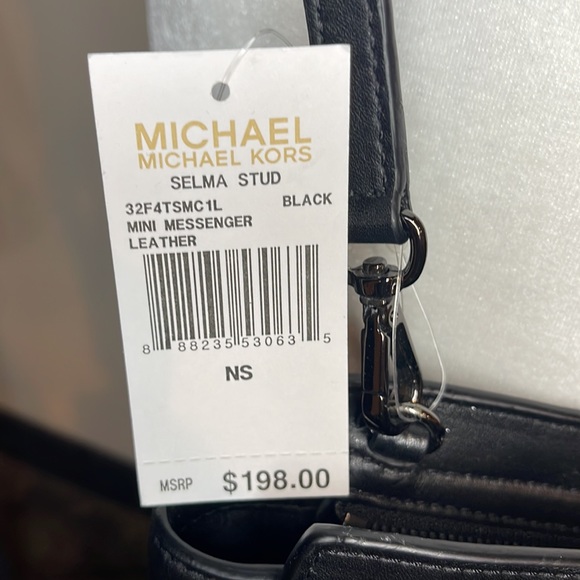 MICHAEL
MICHAEL KORS
SELMA STUD
32F4TSMC1L BLACK
MINI MESSENGER
LEATHER
8 88235 53063 5
NS
MSRP $198.00